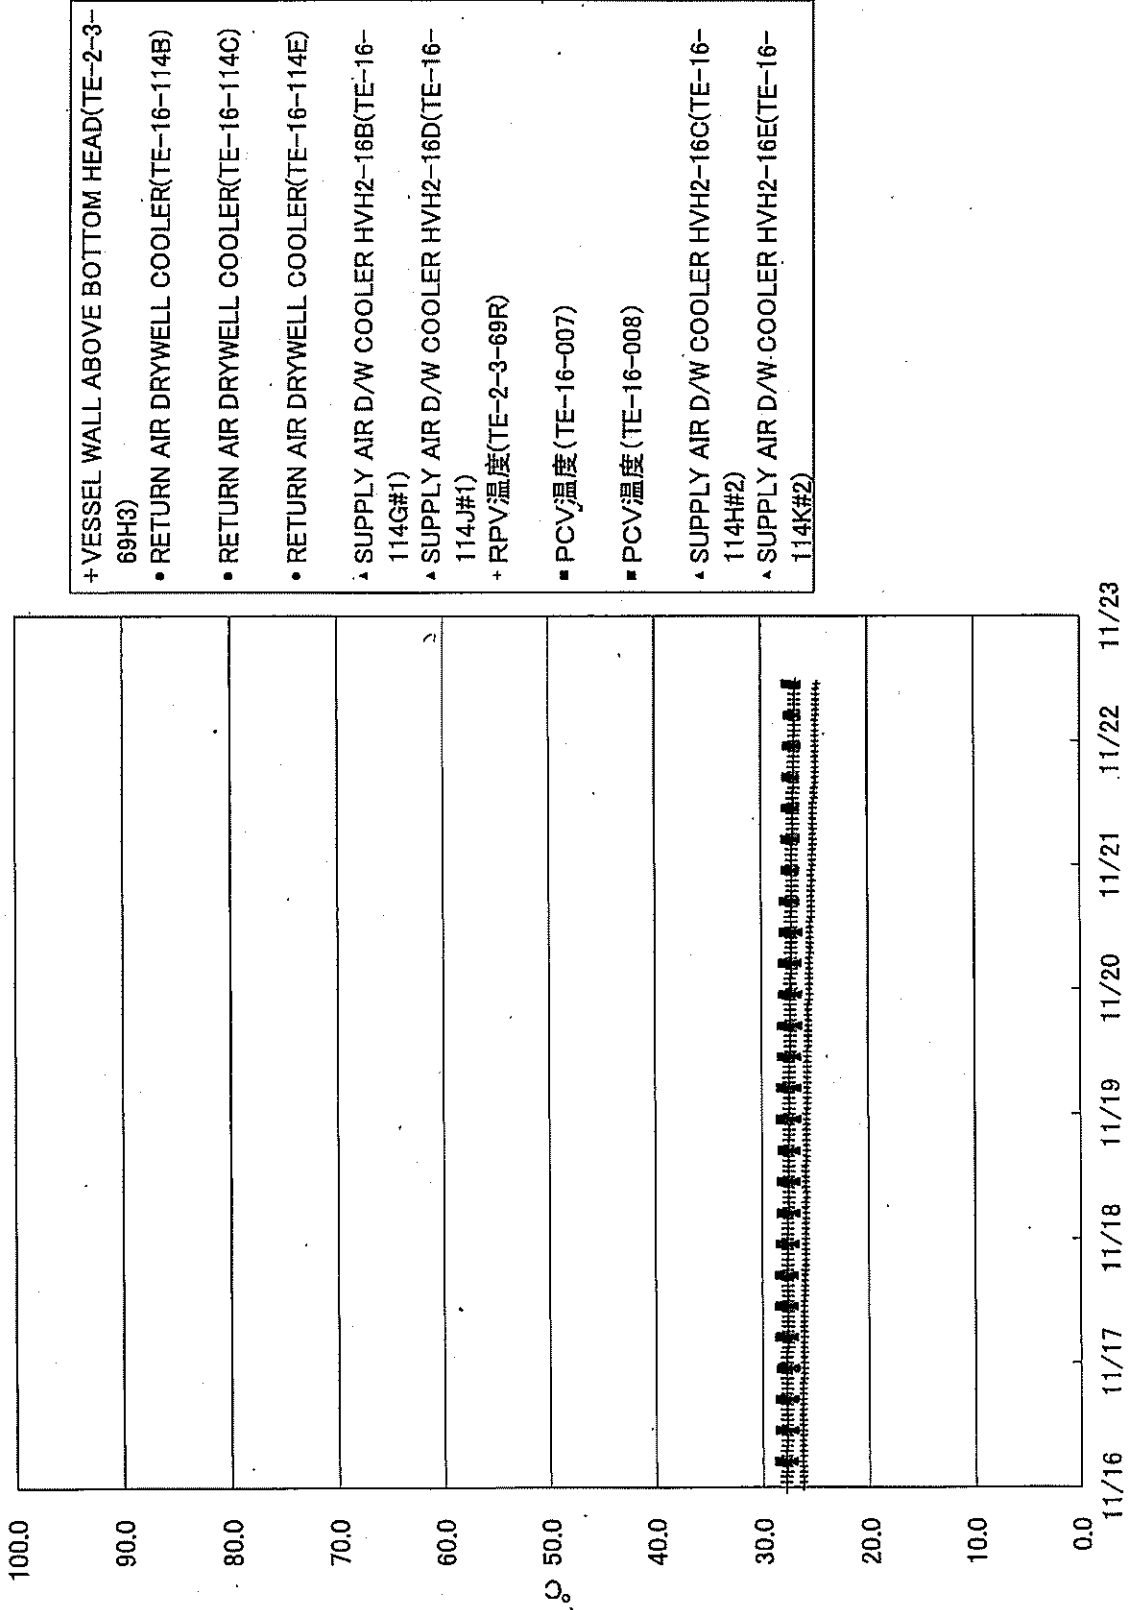 100.0
90.0
80.0
70.0
60.0
50.0
40.0
30.0
20.0
10.0
0.0
℃
11/16 11/17 11/18 11/19 11/20 11/21 11/22 11/23
+ VESSEL WALL ABOVE BOTTOM HEAD(TE-2-3-
69H3)
• RETURN AIR DRYWELL COOLER(TE-16-114B)
• RETURN AIR DRYWELL COOLER(TE-16-114C)
• RETURN AIR DRYWELL COOLER(TE-16-114E)
▲ SUPPLY AIR D/W COOLER HVH2-16B(TE-16-
114G#1)
▲ SUPPLY AIR D/W COOLER HVH2-16D(TE-16-
114J#1)
+ RPV温度(TE-2-3-69R)
■ PCV温度(TE-16-007)
■ PCV温度(TE-16-008)
▲ SUPPLY AIR D/W COOLER HVH2-16C(TE-16-
114H#2)
▲ SUPPLY AIR D/W COOLER HVH2-16E(TE-16-
114K#2)